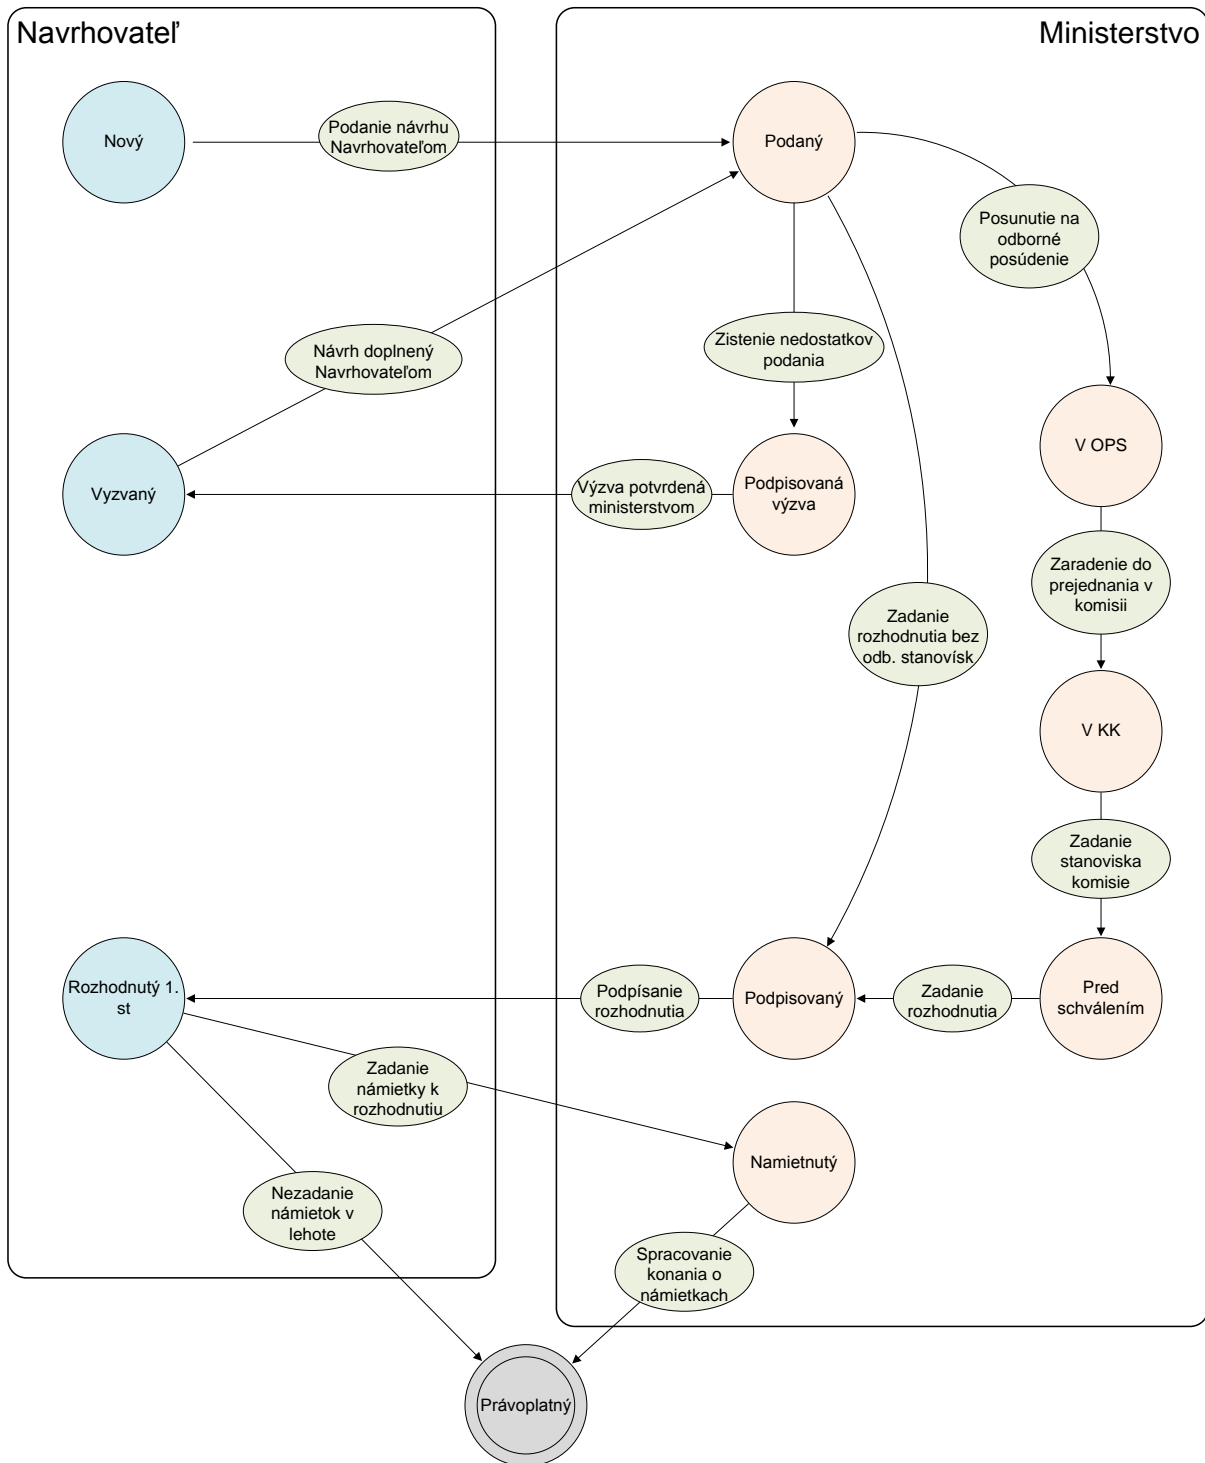 Navrhovateľ
Ministerstvo
Nový
Podanie návrhu
Navrhovateľom
Podaný
Posunutie na
odborné
posúdenie
Zistenie nedostatkov
podania
Návrh doplnený
Navrhovateľom
V OPS
Vyzvaný
Výzva potvrdená
ministerstvom
Podpisovaná
výzva
Zaradenie do
prejednania v
komisii
Zadanie
rozhodnutia bez
odb. stanovísk
V KK
Zadanie
stanoviska
komisie
Rozhodnutý 1.
st
Podpísanie
rozhodnutia
Podpisovaný
Zadanie
rozhodnutia
Pred
schválením
Zadanie
námietky k
rozhodnutiu
Namietnutý
Nezadanie
námietok v
lehote
Spracovanie
konania o
námietkach
Právoplatný